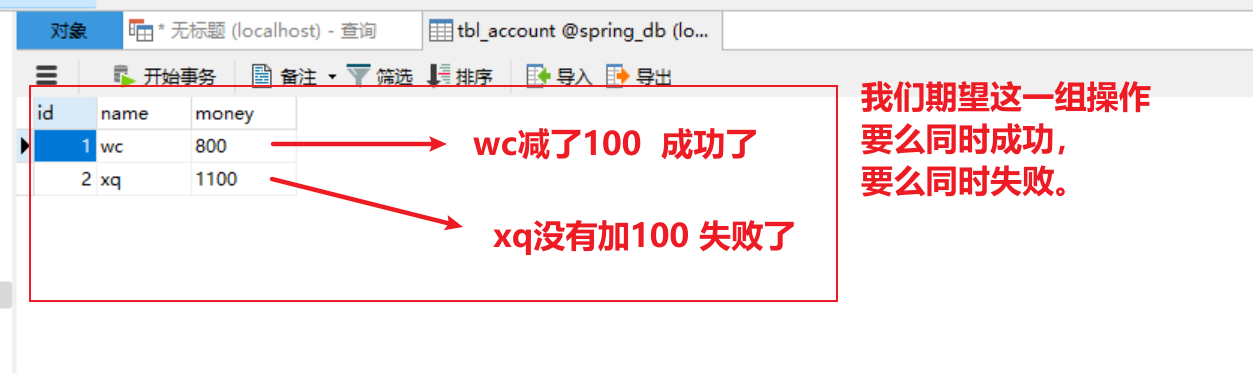 对象
* 无标题 (localhost) - 查询
tbl_account @spring_db (lo...
开始事务
备注
筛选
排序
导入
导出
id name money
1 wc 800
2 xq 1100
wc减了100 成功了
xq没有加100 失败了
我们期望这一组操作
要么同时成功，
要么同时失败。